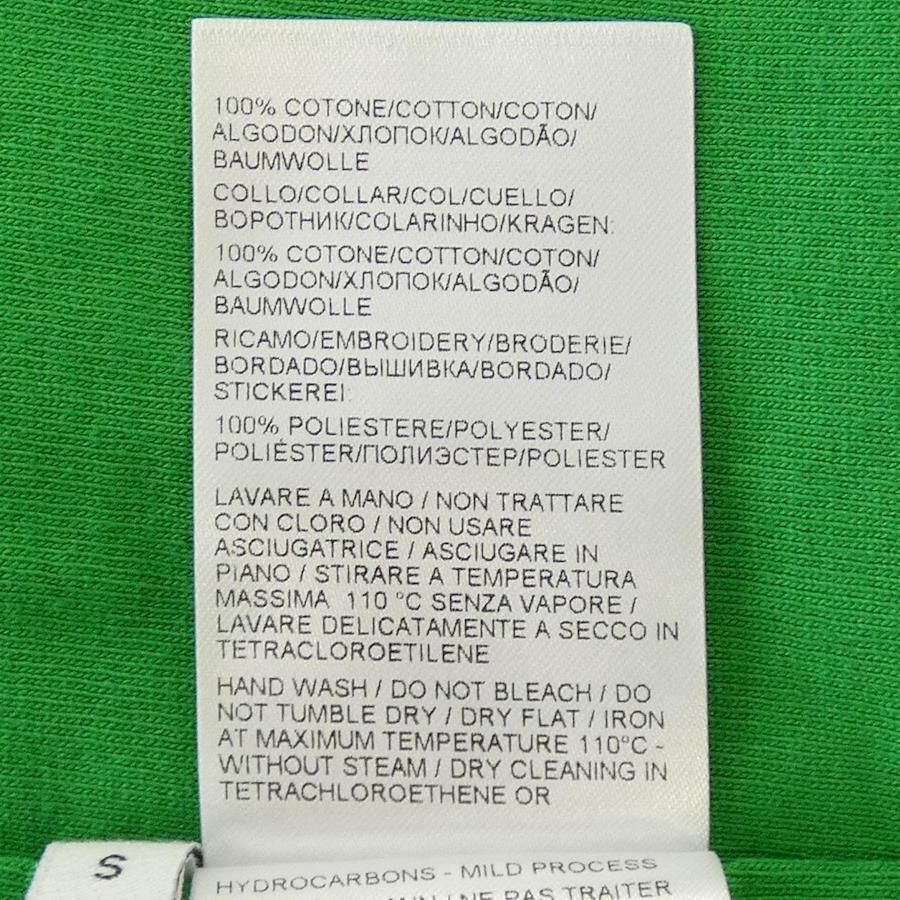 100% COTONE/COTTON/COTON/
ALGODON/ХЛОПОК/ALGODÃO/
BAUMWOLLE
COLLO/COLLAR/COL/CUELLO/
ВОРОТНИК/COLARINHO/KRAGEN:
100% COTONE/COTTON/COTON/
ALGODON/ХЛОПОК/ALGODÃO/
BAUMWOLLE
RICAMO/EMBROIDERY/BRODERIE/
BORDADO/ВЫШИВКА/BORDADO/
STICKEREI:
100% POLIESTERE/POLYESTER/
POLIÉSTER/ПОЛИЭСТЕР/POLIESTER
LAVARE A MANO / NON TRATTARE
CON CLORO / NON USARE
ASCIUGATRICE / ASCIUGARE IN
PIANO / STIRARE A TEMPERATURA
MASSIMA 110 °C SENZA VAPORE /
LAVARE DELICATAMENTE A SECCO IN
TETRACLOROETILENE
HAND WASH / DO NOT BLEACH / DO
NOT TUMBLE DRY / DRY FLAT / IRON
AT MAXIMUM TEMPERATURE 110°C -
WITHOUT STEAM / DRY CLEANING IN
TETRACHLOROETHENE OR
S
HYDROCARBONS - MILD PROCESS
NE PAS TRAITER